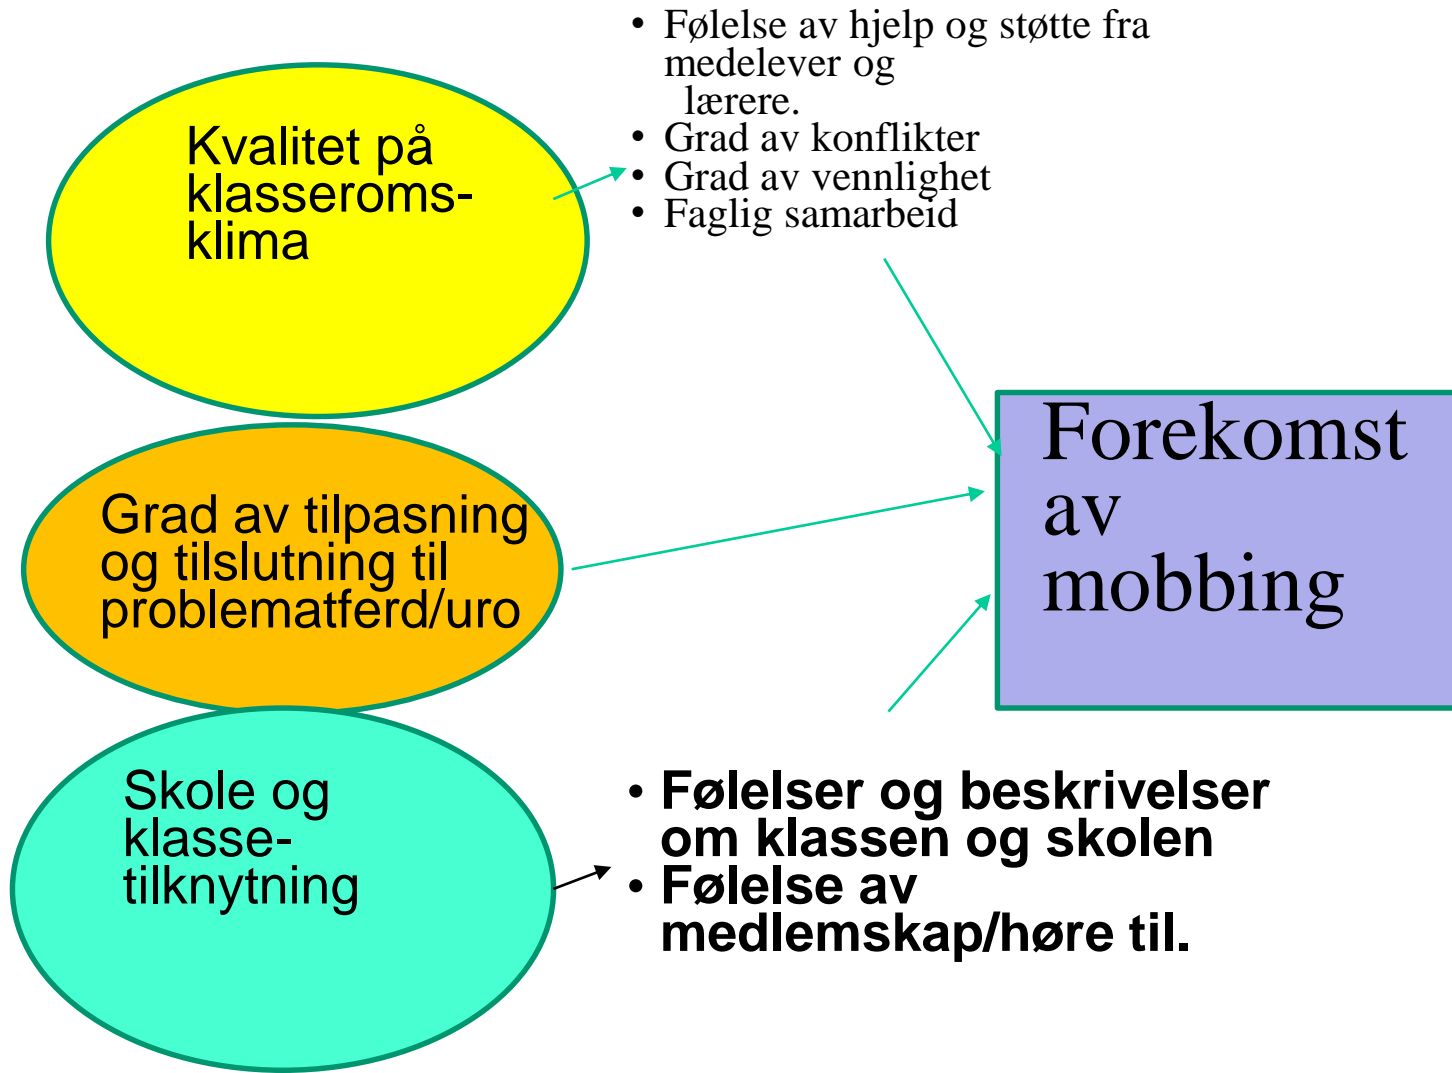 • Følelse av hjelp og støtte fra
medelever og
lærere.
• Grad av konflikter
• Grad av vennlighet
• Faglig samarbeid
Kvalitet på
klasseroms-
klima
Forekomst
av
mobbing
Grad av tilpasning
og tilslutning til
problematferd/uro
Skole og
klasse-
tilknytning
• Følelser og beskrivelser
om klassen og skolen
• Følelse av
medlemskap/høre til.